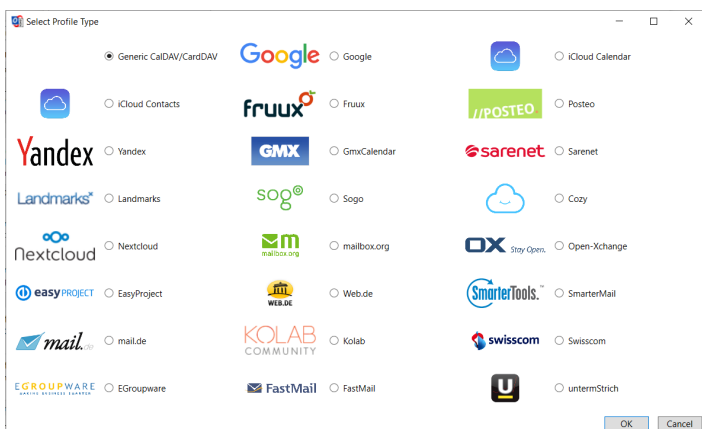 Select Profile Type
Generic CalDAV/CardDAV
Google Google
iCloud Calendar
iCloud Contacts
fruux Fruux
//POSTEO Posteo
Yandex Yandex
GMX GmxCalendar
sarenet Sarenet
Landmarks Landmarks
sogo Sogo
Cozy
Nextcloud Nextcloud
mailbox.org mailbox.org
OX Stay Open. Open-Xchange
easy PROJECT EasyProject
WEB.DE Web.de
SmarterTools. SmarterMail
mail.de mail.de
KOLAB
COMMUNITY Kolab
swisscom Swisscom
EGROUPWARE EGroupware
MAKING BUSINESS SMARTER
FastMail FastMail
U untermStrich
OK Cancel